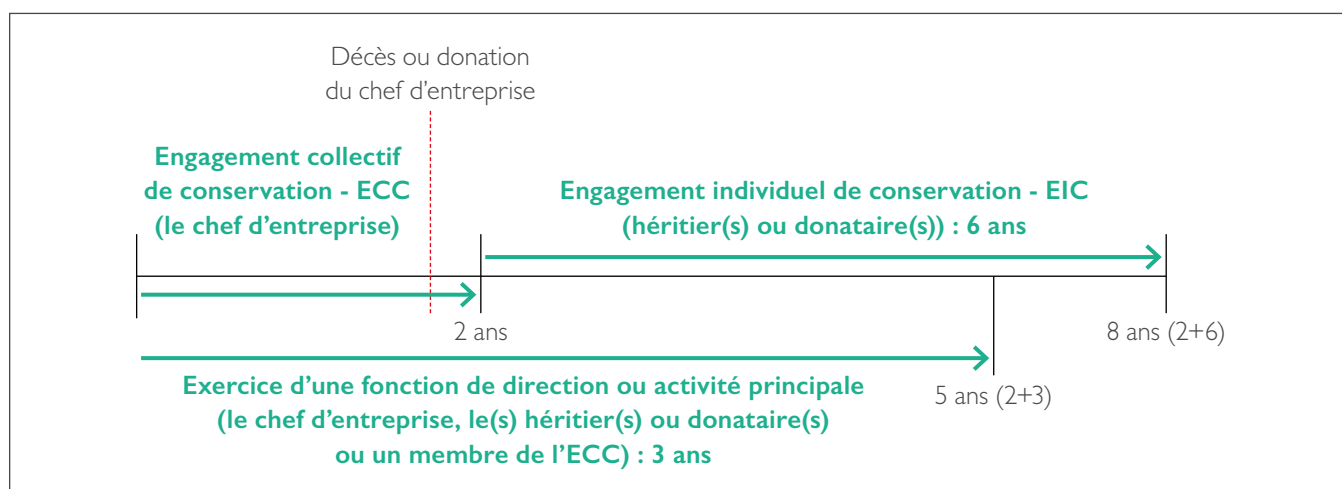 Décès ou donation
du chef d’entreprise
Engagement collectif
de conservation - ECC
(le chef d’entreprise)
Engagement individuel de conservation - EIC
(héritier(s) ou donataire(s)) : 6 ans
2 ans
8 ans (2+6)
Exercice d’une fonction de direction ou activité principale
(le chef d’entreprise, le(s) héritier(s) ou donataire(s)
ou un membre de l’ECC) : 3 ans
5 ans (2+3)